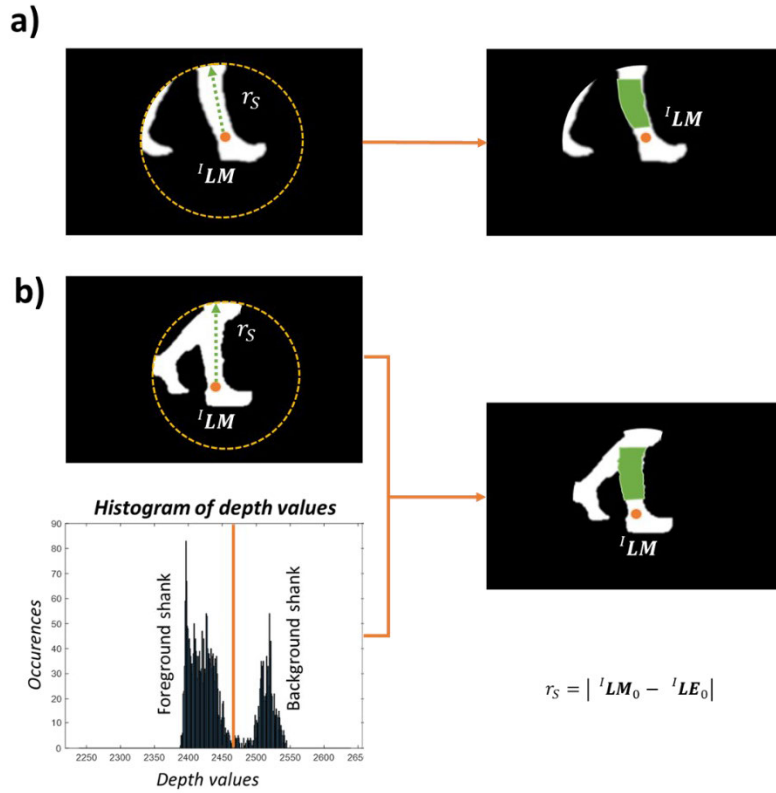 a)
r_S
^I LM
^I LM
b)
r_S
^I LM
Histogram of depth values
Occurences
90
80
70
60
50
40
30
20
10
0
Foreground shank
Background shank
2250 2300 2350 2400 2450 2500 2550 2600 265
Depth values
^I LM
r_S = | ^I LM_0 − ^I LE_0 |